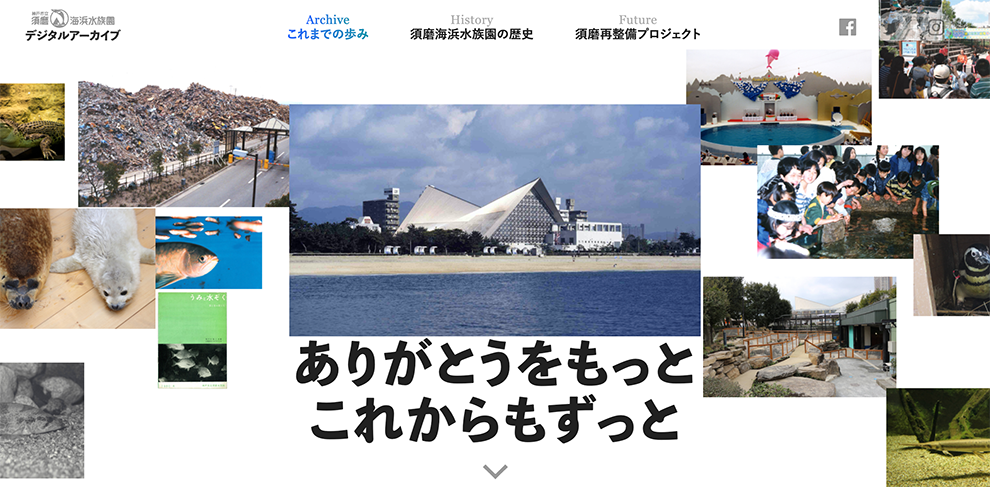 神戸市立
須磨海浜水族園
デジタルアーカイブ
Archive
これまでの歩み
History
須磨海浜水族園の歴史
Future
須磨再整備プロジェクト
うみと水ぞく
ありがとうをもっと
これからもずっと